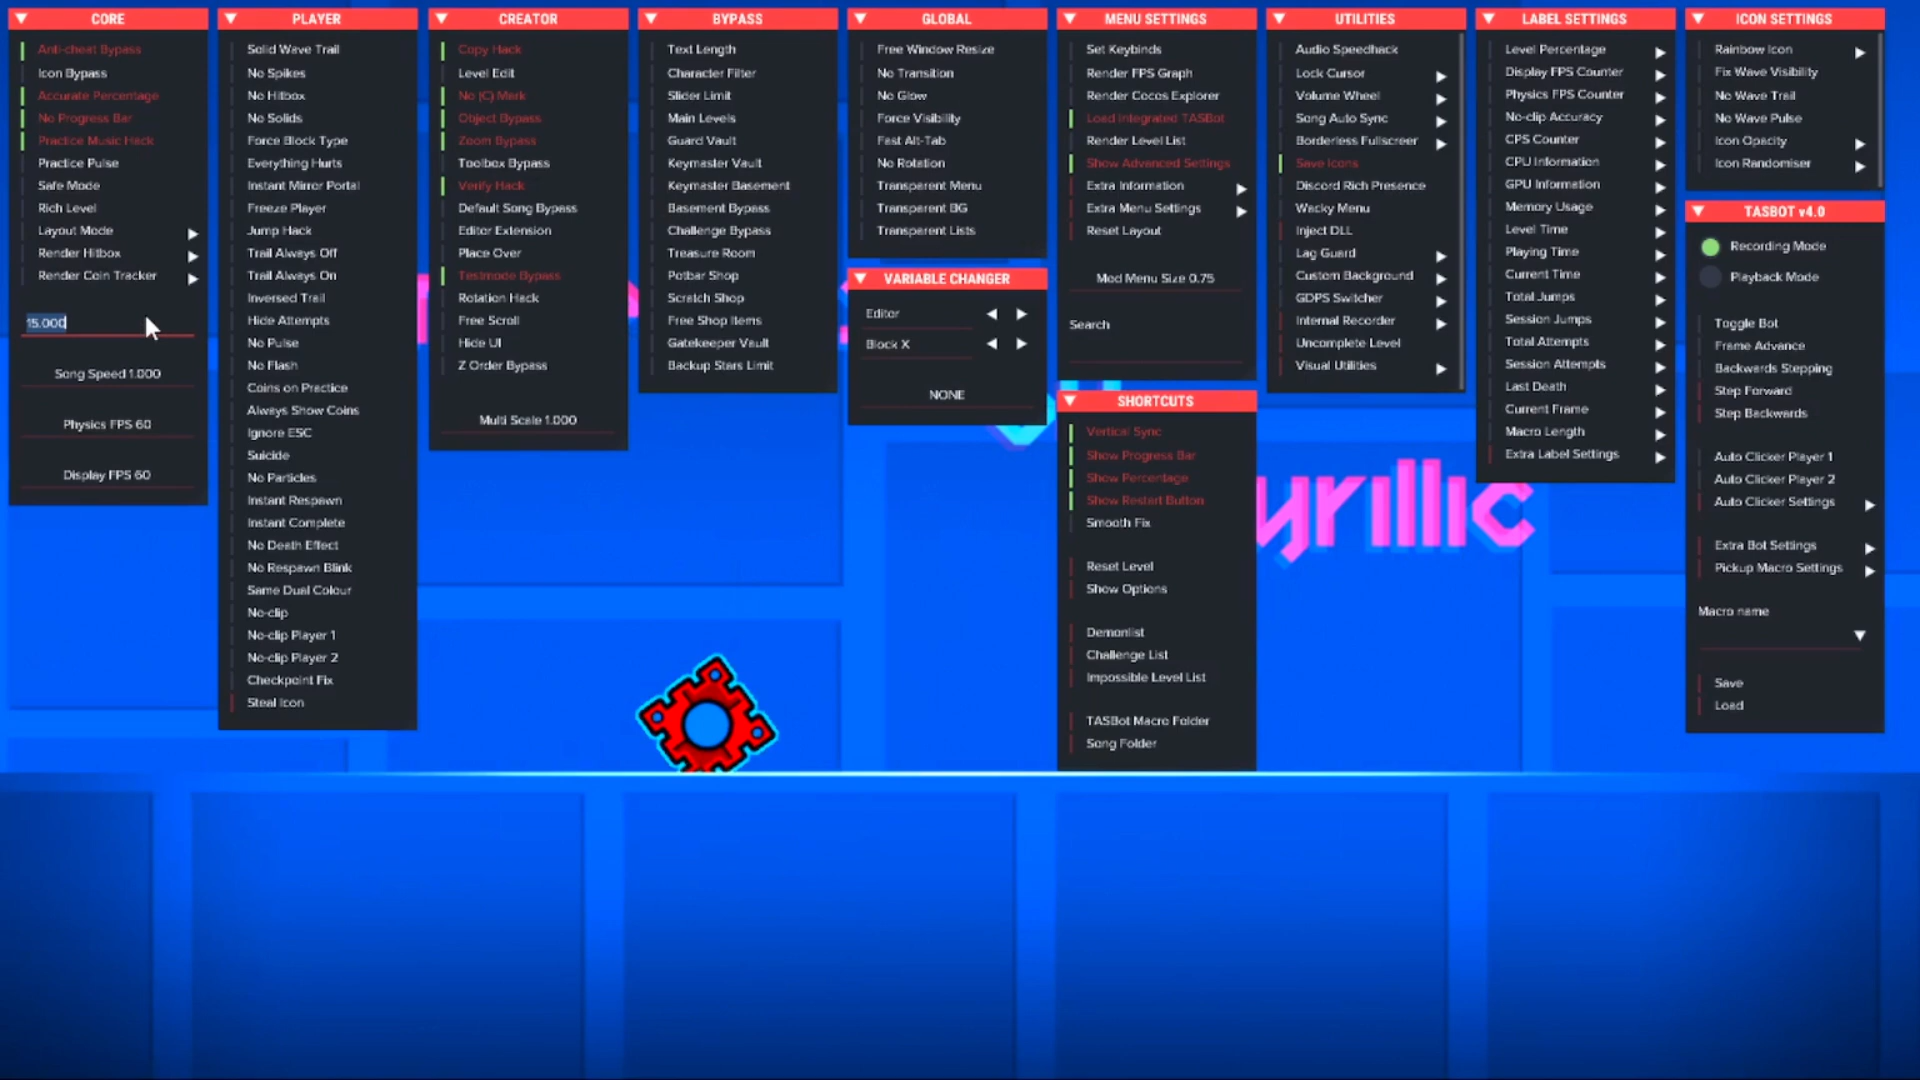 CORE
Anti-cheat Bypass
Icon Bypass
Accurate Percentage
No Progress Bar
Practice Music Hack
Practice Pulse
Safe Mode
Rich Level
Layout Mode
Render Hitbox
Render Coin Tracker
15.000
Song Speed 1.000
Physics FPS 60
Display FPS 60
PLAYER
Solid Wave Trail
No Spikes
No Hitbox
No Solids
Force Block Type
Everything Hurts
Instant Mirror Portal
Freeze Player
Jump Hack
Trail Always Off
Trail Always On
Inversed Trail
Hide Attempts
No Pulse
No Flash
Coins on Practice
Always Show Coins
Ignore ESC
Suicide
No Particles
Instant Respawn
Instant Complete
No Death Effect
No Respawn Blink
Same Dual Colour
No-clip
No-clip Player 1
No-clip Player 2
Checkpoint Fix
Steal Icon
CREATOR
Copy Hack
Level Edit
No (C) Mark
Object Bypass
Zoom Bypass
Toolbox Bypass
Verify Hack
Default Song Bypass
Editor Extension
Place Over
Testmode Bypass
Rotation Hack
Free Scroll
Hide UI
Z Order Bypass
Multi Scale 1.000
BYPASS
Text Length
Character Filter
Slider Limit
Main Levels
Guard Vault
Keymaster Vault
Keymaster Basement
Basement Bypass
Challenge Bypass
Treasure Room
Potbor Shop
Scratch Shop
Free Shop Items
Gatekeeper Vault
Backup Stars Limit
GLOBAL
Free Window Resize
No Transition
No Glow
Force Visibility
Fast Alt-Tab
No Rotation
Transparent Menu
Transparent BG
Transparent Lists
VARIABLE CHANGER
Editor
Block X
NONE
MENU SETTINGS
Set Keybinds
Render FPS Graph
Render Cocos Explorer
Load Integrated TASBot
Render Level List
Show Advanced Settings
Extra Information
Extra Menu Settings
Reset Layout
Mod Menu Size 0.75
Search
SHORTCUTS
Vertical Sync
Show Progress Bar
Show Percentage
Show Restart Button
Smooth Fix
Reset Level
Show Options
Demonlist
Challenge List
Impossible Level List
TASBot Macro Folder
Song Folder
UTILITIES
Audio Speedhack
Lock Cursor
Volume Wheel
Song Auto Sync
Borderless Fullscreen
Save Icons
Discord Rich Presence
Wacky Menu
Inject DLL
Lag Guard
Custom Background
GDPS Switcher
Internal Recorder
Uncomplete Level
Visual Utilities
LABEL SETTINGS
Level Percentage
Display FPS Counter
Physics FPS Counter
No-clip Accuracy
CPS Counter
CPU Information
GPU Information
Memory Usage
Level Time
Playing Time
Current Time
Total Jumps
Session Jumps
Total Attempts
Session Attempts
Last Death
Current Frame
Macro Length
Extra Label Settings
yrillic
ICON SETTINGS
Rainbow Icon
Fix Wave Visibility
No Wave Trail
No Wave Pulse
Icon Opacity
Icon Randomiser
TASBOT v4.0
Recording Mode
Playback Mode
Toggle Bot
Frame Advance
Backwards Stepping
Step Forward
Step Backwards
Auto Clicker Player 1
Auto Clicker Player 2
Auto Clicker Settings
Extra Bot Settings
Pickup Macro Settings
Macro name
Save
Load